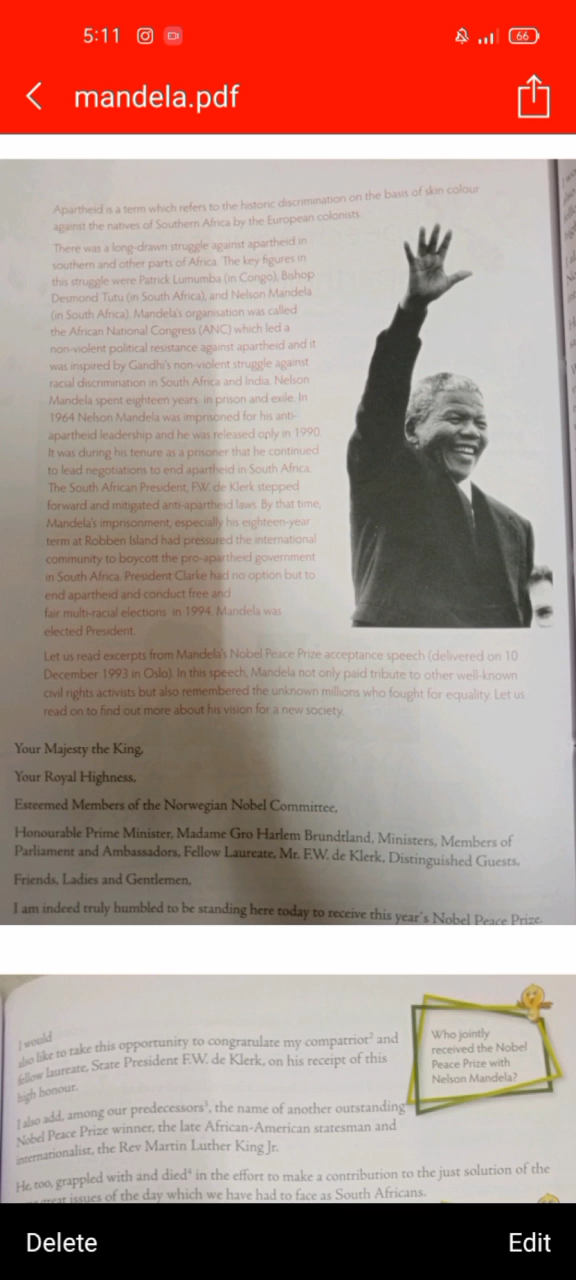 5:11
66
mandela.pdf
Apartheid is a term which refers to the historic discrimination on the basis of skin colour
against the natives of Southern Africa by the European colonists.
There was a long-drawn struggle against apartheid in
southern and other parts of Africa. The key figures in
this struggle were Patrick Lumumba (in Congo), Bishop
Desmond Tutu (in South Africa), and Nelson Mandela
(in South Africa). Mandela's organisation was called
the African National Congress (ANC) which led a
non-violent political resistance against apartheid and it
was inspired by Gandhi's non-violent struggle against
racial discrimination in South Africa and India. Nelson
Mandela spent eighteen years in prison and exile. In
1964 Nelson Mandela was imprisoned for his anti-
apartheid leadership and he was released only in 1990.
It was during his tenure as a prisoner that he continued
to lead negotiations to end apartheid in South Africa.
The South African President, F.W. de Klerk stepped
forward and mitigated anti-apartheid laws. By that time,
Mandela's imprisonment, especially his eighteen-year
term at Robben Island had pressured the international
community to boycott the pro-apartheid government
in South Africa. President Clarke had no option but to
end apartheid and conduct free and
fair multi-racial elections in 1994. Mandela was
elected President.
Let us read excerpts from Mandela's Nobel Peace Prize acceptance speech (delivered on 10
December 1993 in Oslo). In this speech, Mandela not only paid tribute to other well-known
civil rights activists but also remembered the unknown millions who fought for equality. Let us
read on to find out more about his vision for a new society.
Your Majesty the King,
Your Royal Highness,
Esteemed Members of the Norwegian Nobel Committee,
Honourable Prime Minister, Madame Gro Harlem Brundtland, Ministers, Members of
Parliament and Ambassadors, Fellow Laureate, Mr. F.W. de Klerk, Distinguished Guests,
Friends, Ladies and Gentlemen,
I am indeed truly humbled to be standing here today to receive this year's Nobel Peace Prize.
I would
also like to take this opportunity to congratulate my compatriot² and
fellow laureate, State President F.W. de Klerk, on his receipt of this
high honour.
I also add, among our predecessors³, the name of another outstanding
Nobel Peace Prize winner, the late African-American statesman and
internationalist, the Rev Martin Luther King Jr.
He, too, grappled with and died⁴ in the effort to make a contribution to the just solution of the
great issues of the day which we have had to face as South Africans.
Who jointly
received the Nobel
Peace Prize with
Nelson Mandela?
Delete
Edit